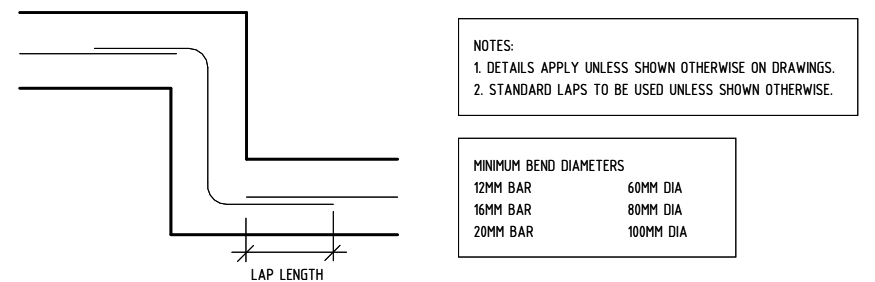 NOTES:
1. DETAILS APPLY UNLESS SHOWN OTHERWISE ON DRAWINGS.
2. STANDARD LAPS TO BE USED UNLESS SHOWN OTHERWISE.
MINIMUM BEND DIAMETERS
12MM BAR 60MM DIA
16MM BAR 80MM DIA
20MM BAR 100MM DIA
LAP LENGTH